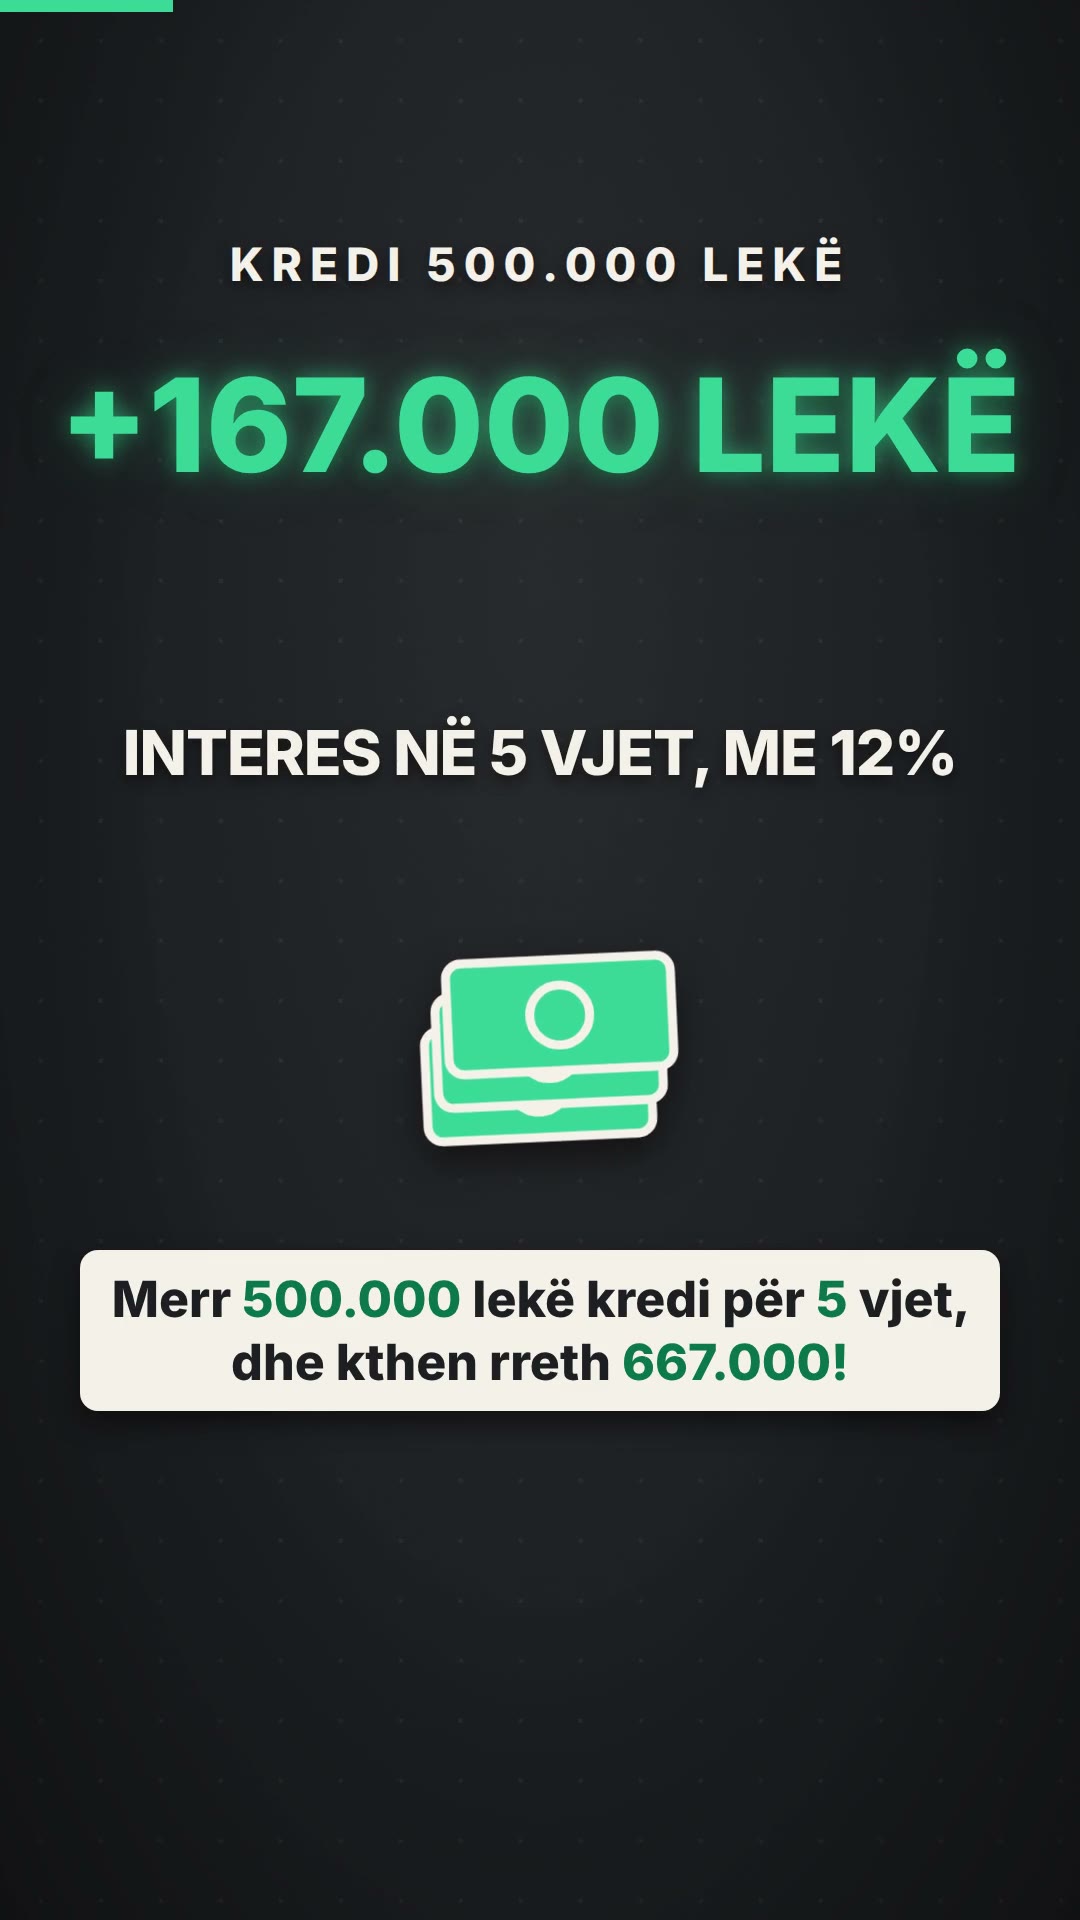 KREDI 500.000 LEKË
+167.000 LEKË
INTERES NË 5 VJET, ME 12%
Merr 500.000 lekë kredi për 5 vjet,
dhe kthen rreth 667.000!